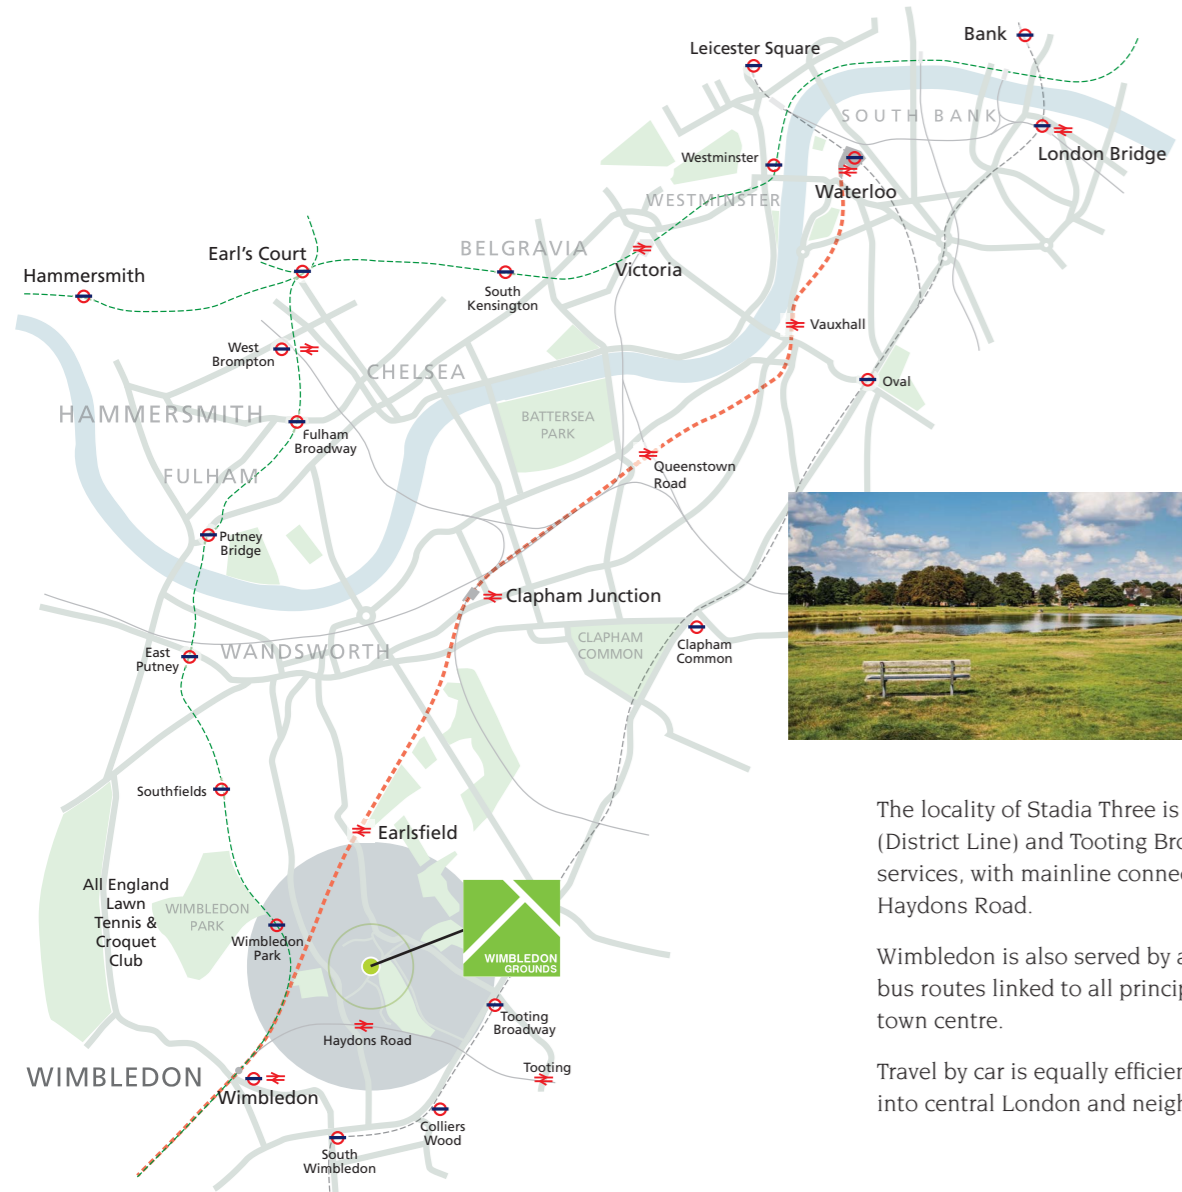 Bank
Leicester Square
SOUTH BANK
London Bridge
Westminster
Waterloo
WESTMINSTER
BELGRAVIA
Earl's Court
Victoria
Hammersmith
South
Kensington
Vauxhall
West
Brompton
CHELSEA
Oval
HAMMERSMITH
BATTERSEA
PARK
Fulham
Broadway
FULHAM
Queenstown
Road
Putney
Bridge
Clapham Junction
CLAPHAM
COMMON
Clapham
Common
East
Putney
WANDSWORTH
Southfields
Earlsfield
All England
Lawn
Tennis &
Croquet
Club
WIMBLEDON
PARK
Wimbledon
Park
WIMBLEDON
GROUNDS
Tooting
Broadway
Haydons Road
Tooting
WIMBLEDON
Wimbledon
Colliers
Wood
South
Wimbledon
The locality of Stadia Three is
(District Line) and Tooting Bro
services, with mainline connec
Haydons Road.
Wimbledon is also served by a
bus routes linked to all princip
town centre.
Travel by car is equally efficien
into central London and neigh